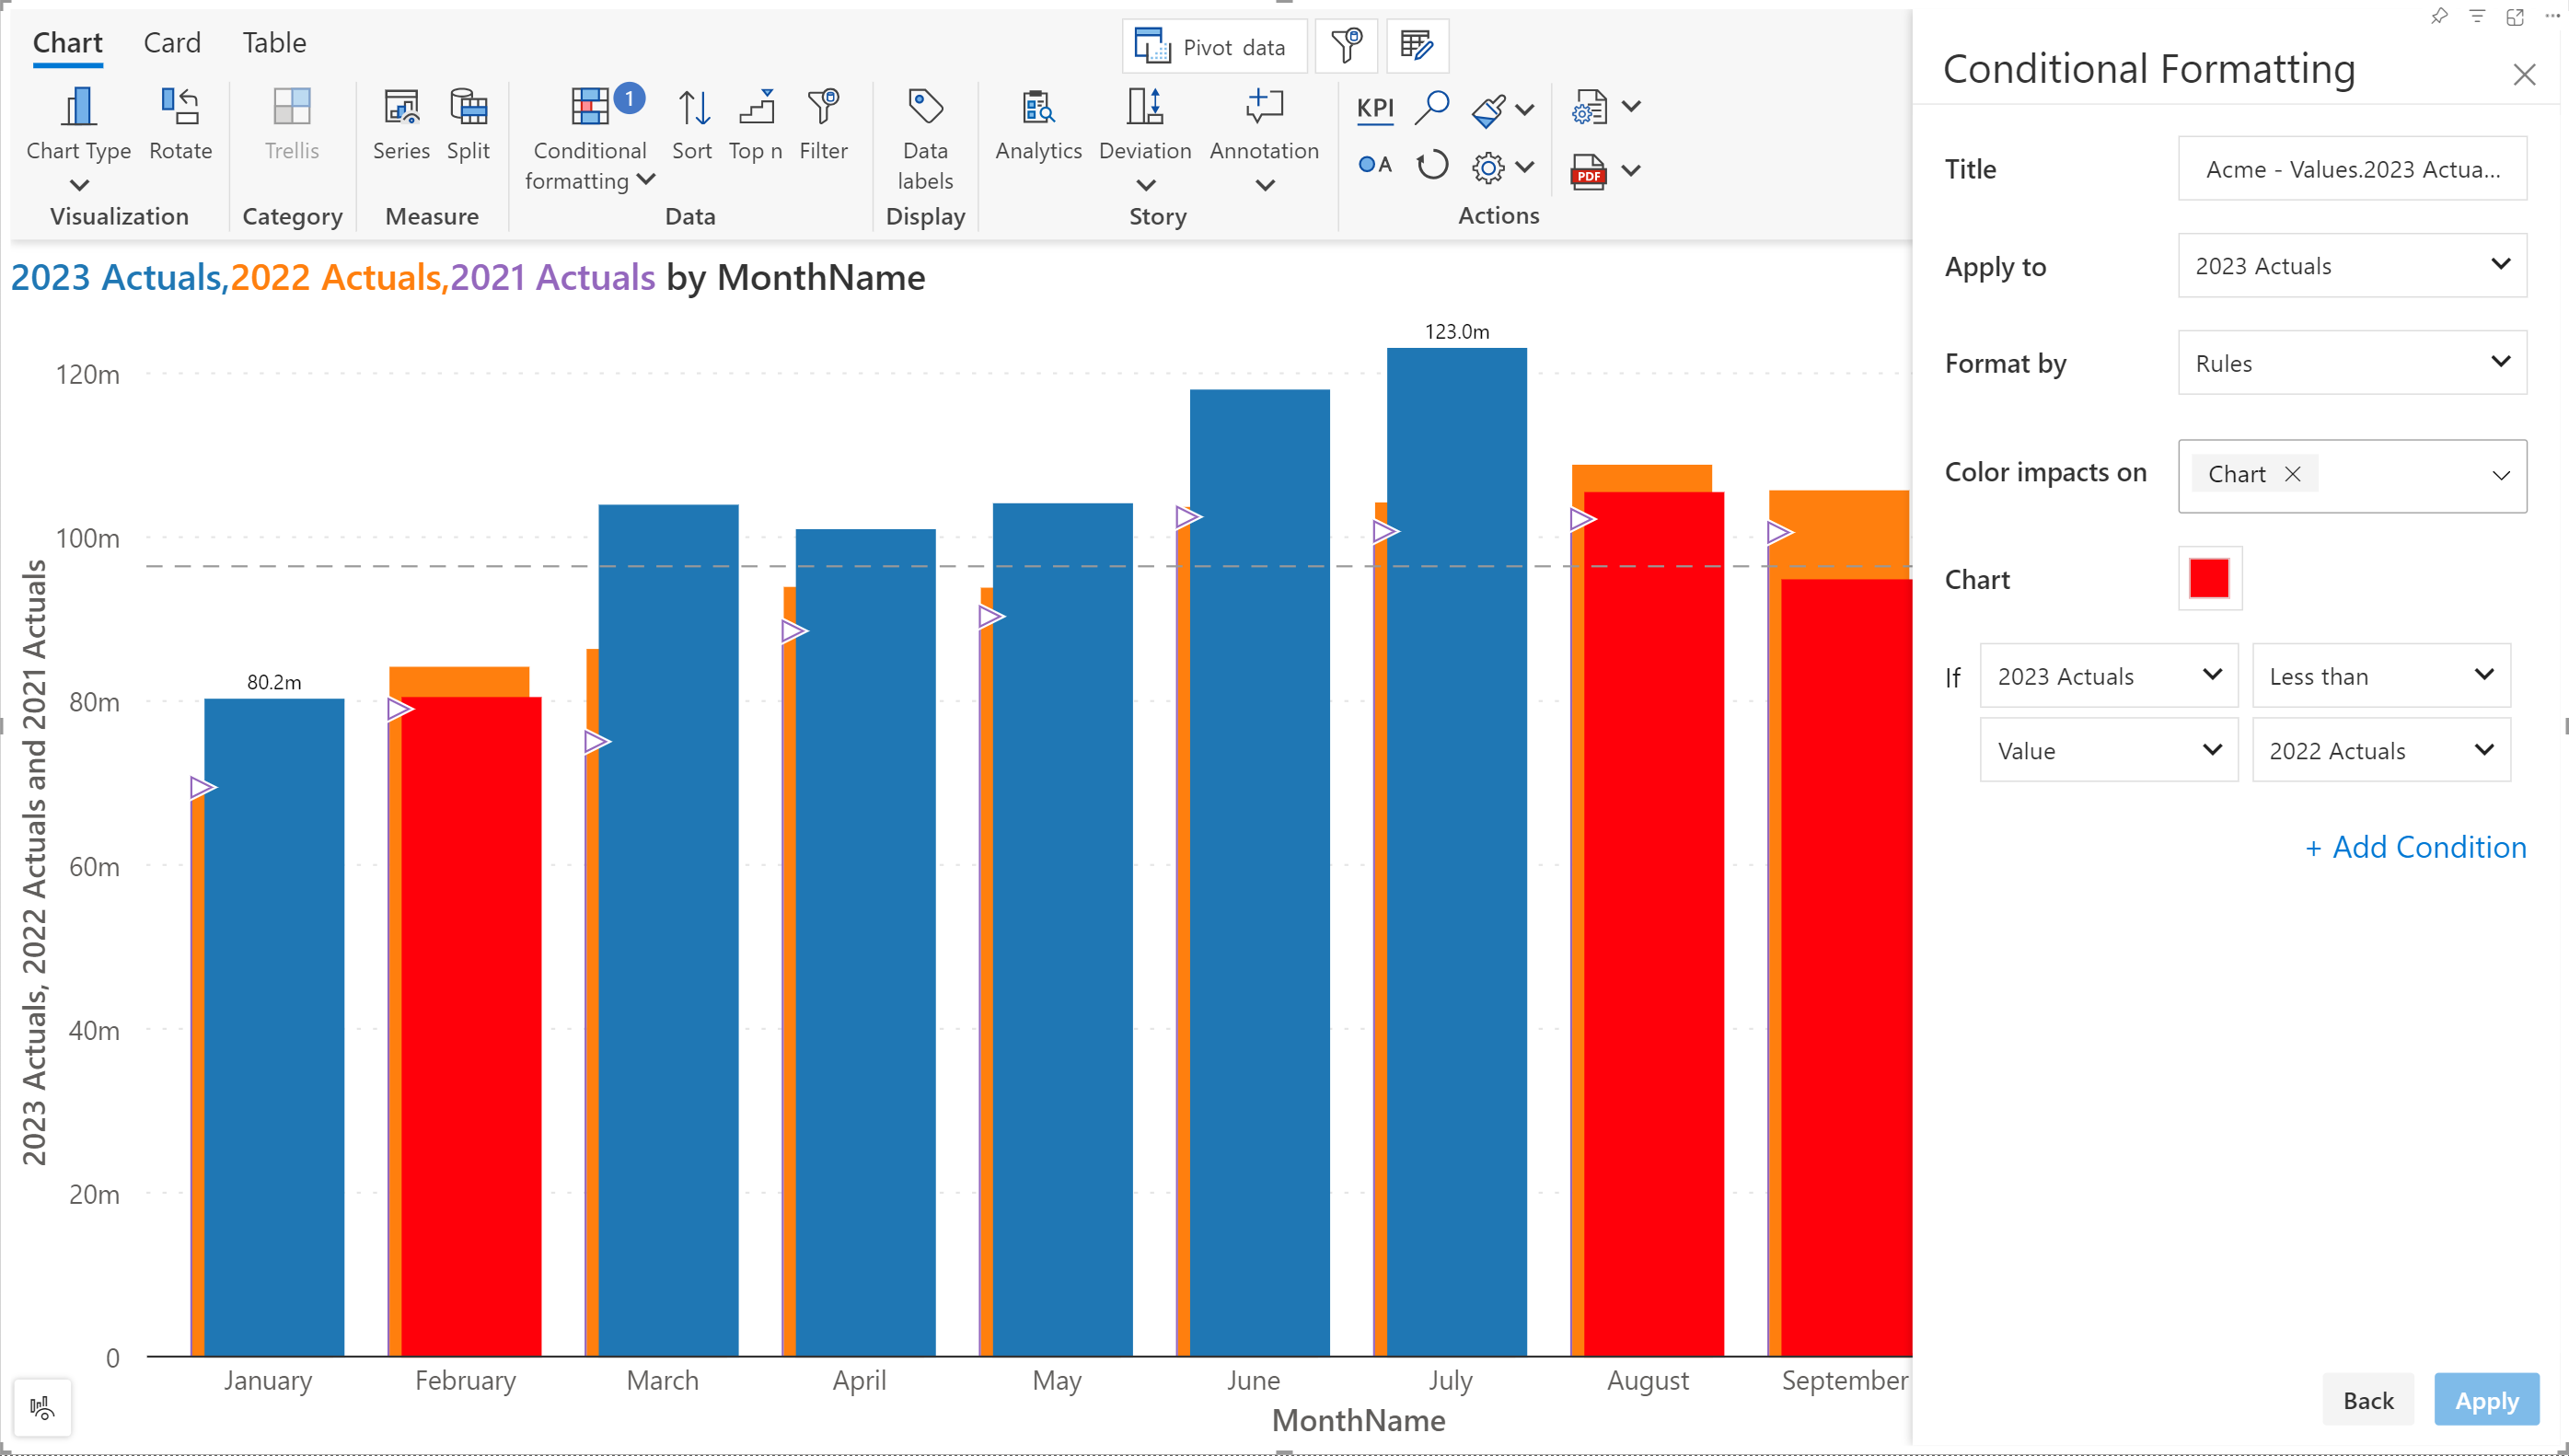 Chart Card Table
Pivot data
Chart Type Rotate Trellis Series Split Conditional formatting 1 Sort Top n Filter Data labels Analytics Deviation Annotation KPI
A
PDF
Visualization Category Measure Data Display Story Actions
2023 Actuals,2022 Actuals,2021 Actuals by MonthName
2023 Actuals, 2022 Actuals and 2021 Actuals
120m
100m
80m
60m
40m
20m
0
80.2m
123.0m
January February March April May June July August September
MonthName
Conditional Formatting
Title Acme - Values.2023 Actua...
Apply to 2023 Actuals
Format by Rules
Color impacts on Chart
Chart
If 2023 Actuals Less than
Value 2022 Actuals
+ Add Condition
Back Apply